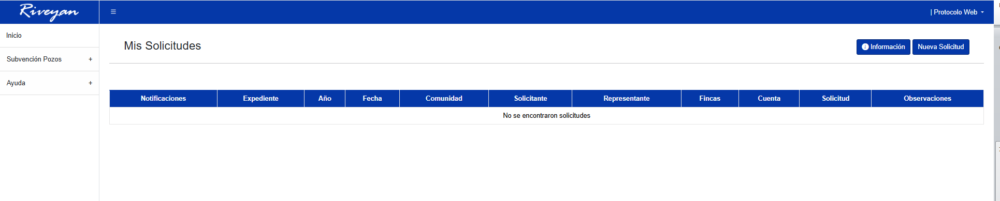 Riveyan
☰
| Protocolo Web
Inicio
Subvención Pozos +
Ayuda +
Mis Solicitudes
Información
Nueva Solicitud
Notificaciones Expediente Año Fecha Comunidad Solicitante Representante Fincas Cuenta Solicitud Observaciones
No se encontraron solicitudes